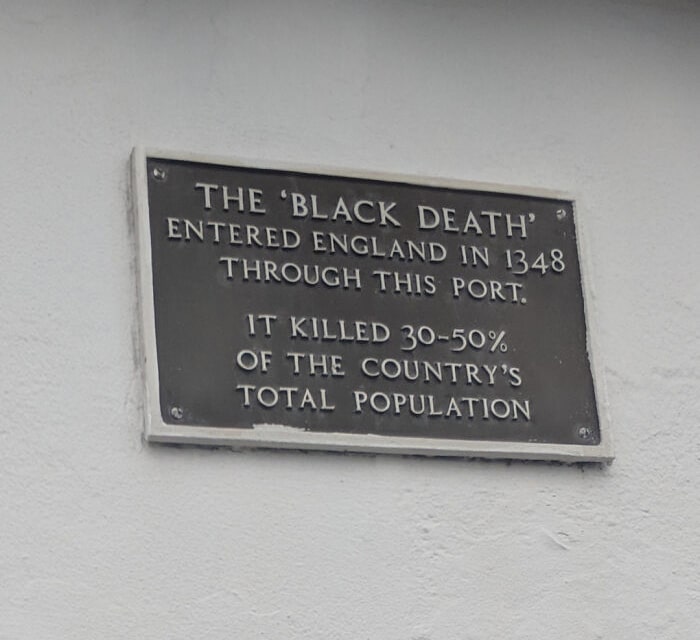 THE ‘BLACK DEATH’
ENTERED ENGLAND IN 1348
THROUGH THIS PORT.
IT KILLED 30-50%
OF THE COUNTRY'S
TOTAL POPULATION